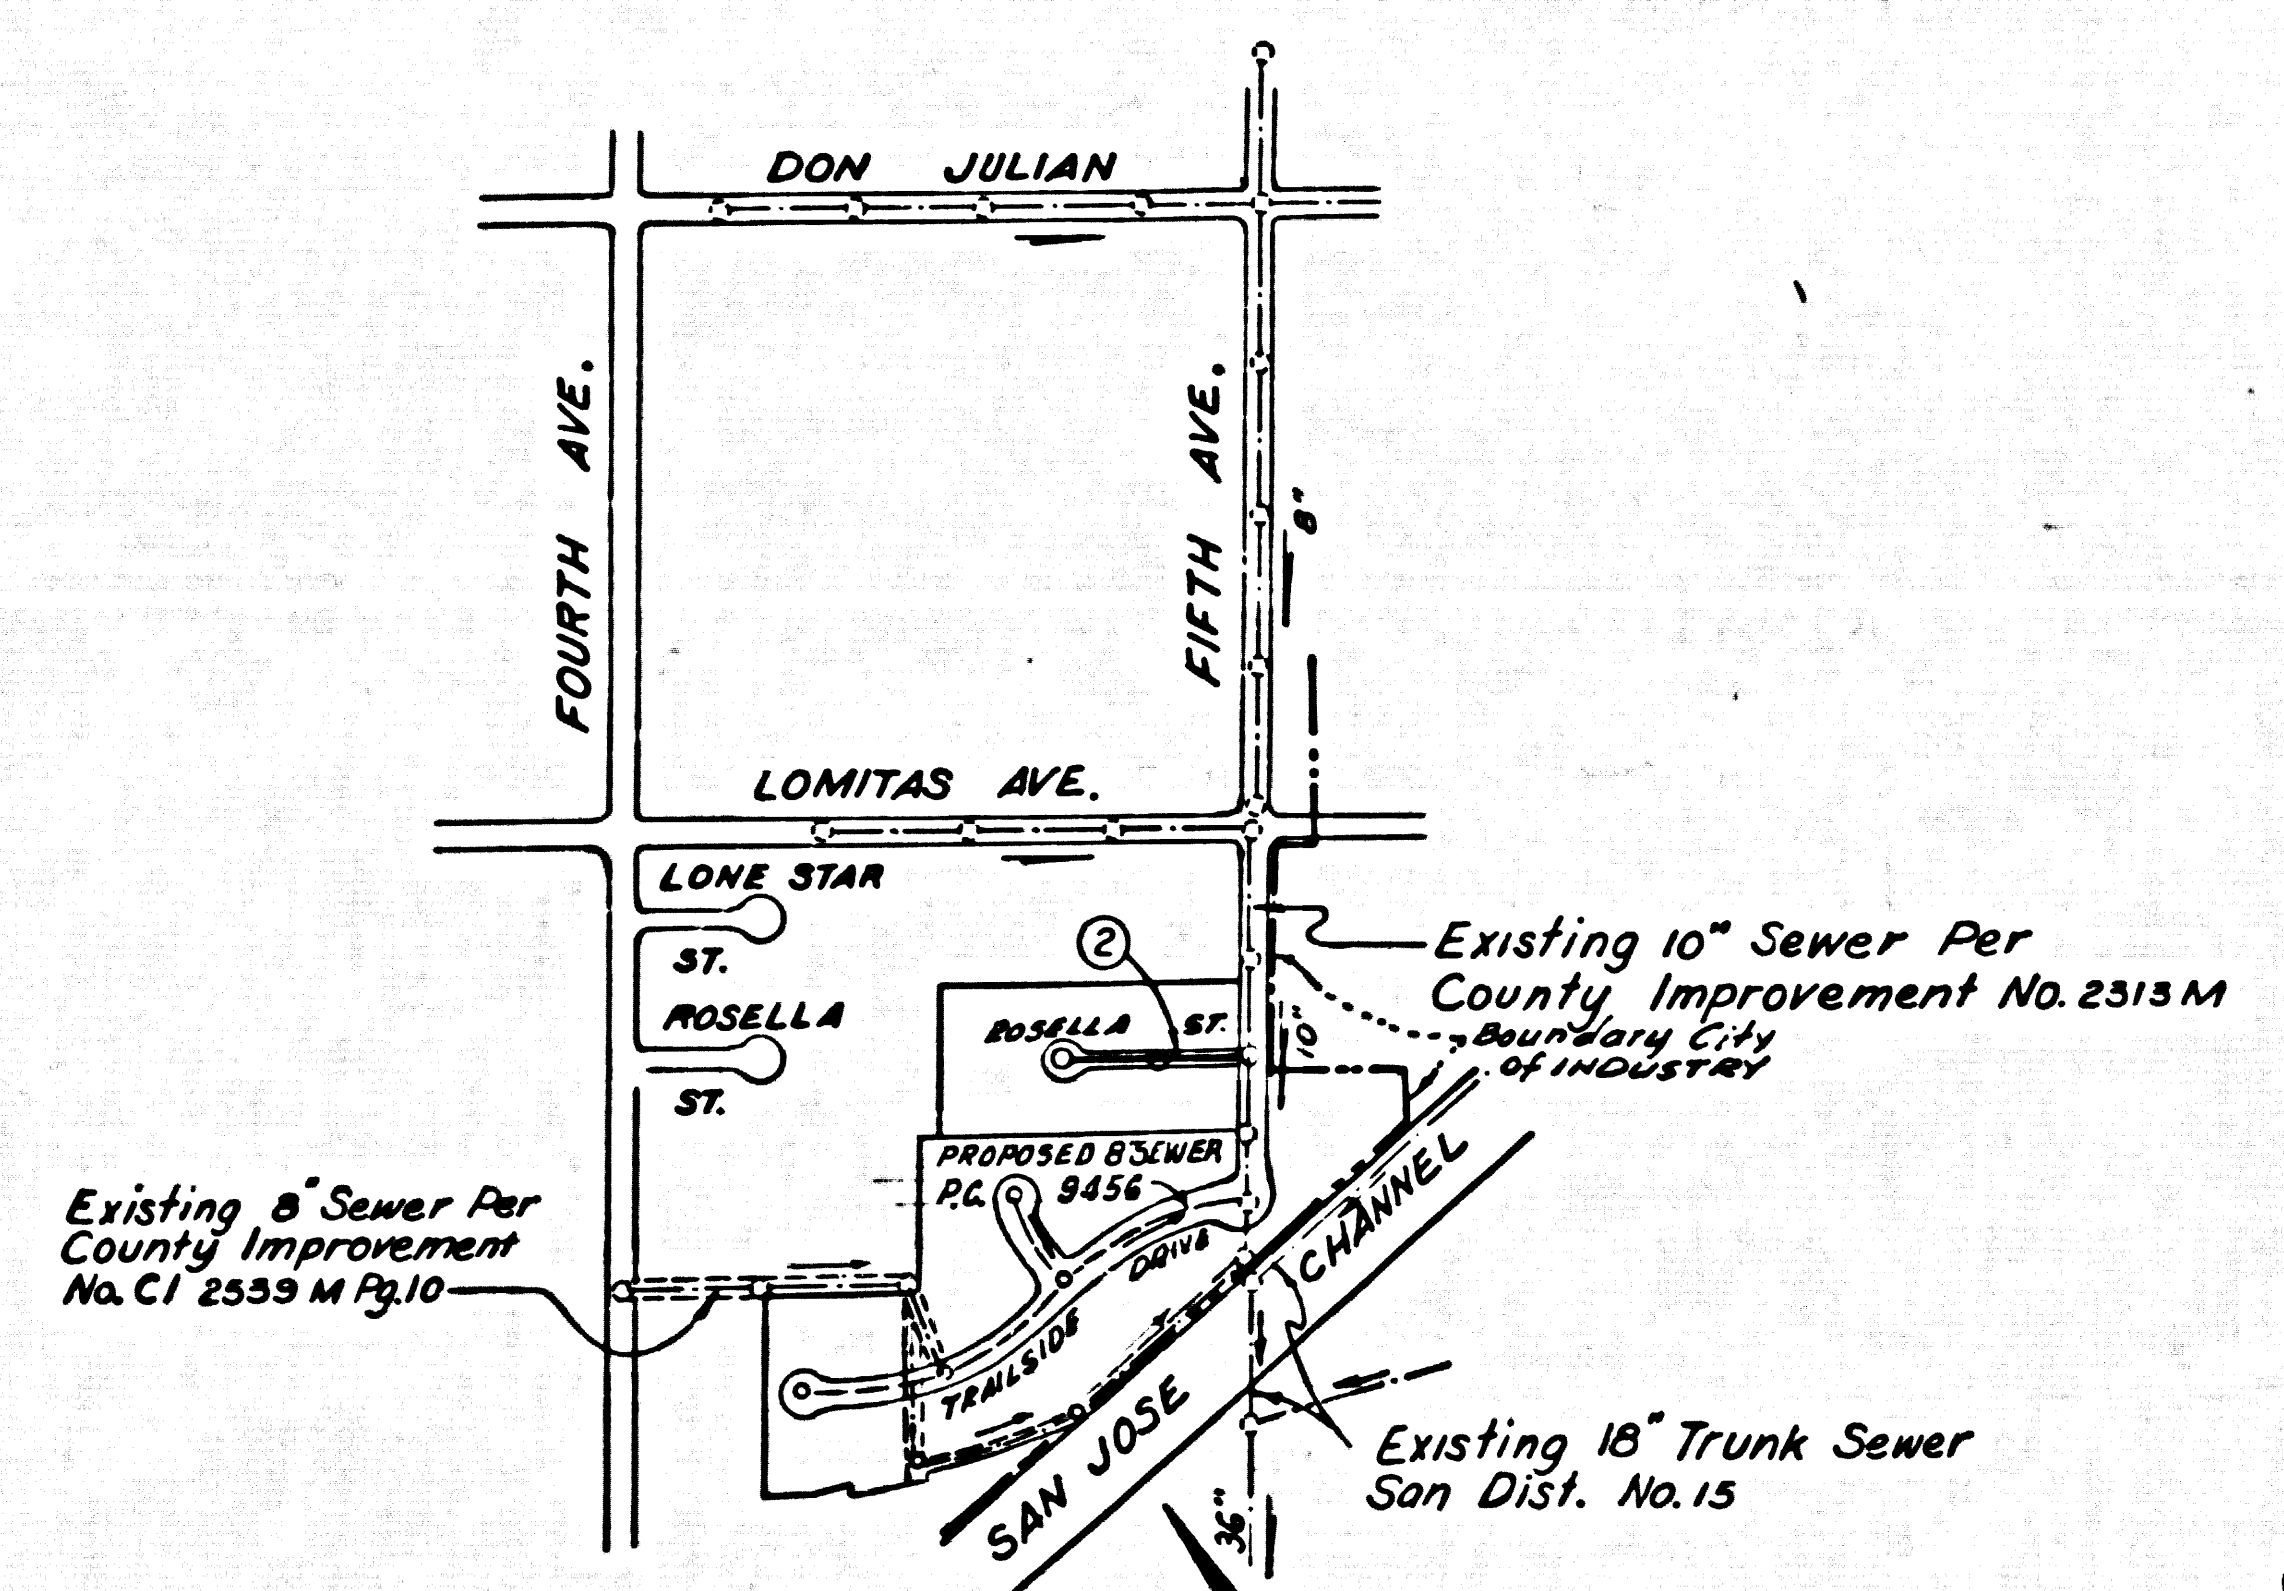 DON JULIAN
FOURTH AVE.
FIFTH AVE.
8"
LOMITAS AVE.
LONE STAR
ST.
2
Existing 10" Sewer Per
County Improvement No. 2313 M
ROSELLA
ST.
ROSELLA ST.
10"
Boundary City
of INDUSTRY
PROPOSED 8" SEWER
P.C. 9456
Existing 8" Sewer Per
County Improvement
No. CI 2539 M Pg. 10
TRAILSIDE DRIVE
SAN JOSE CHANNEL
Existing 18" Trunk Sewer
San Dist. No. 15
36"